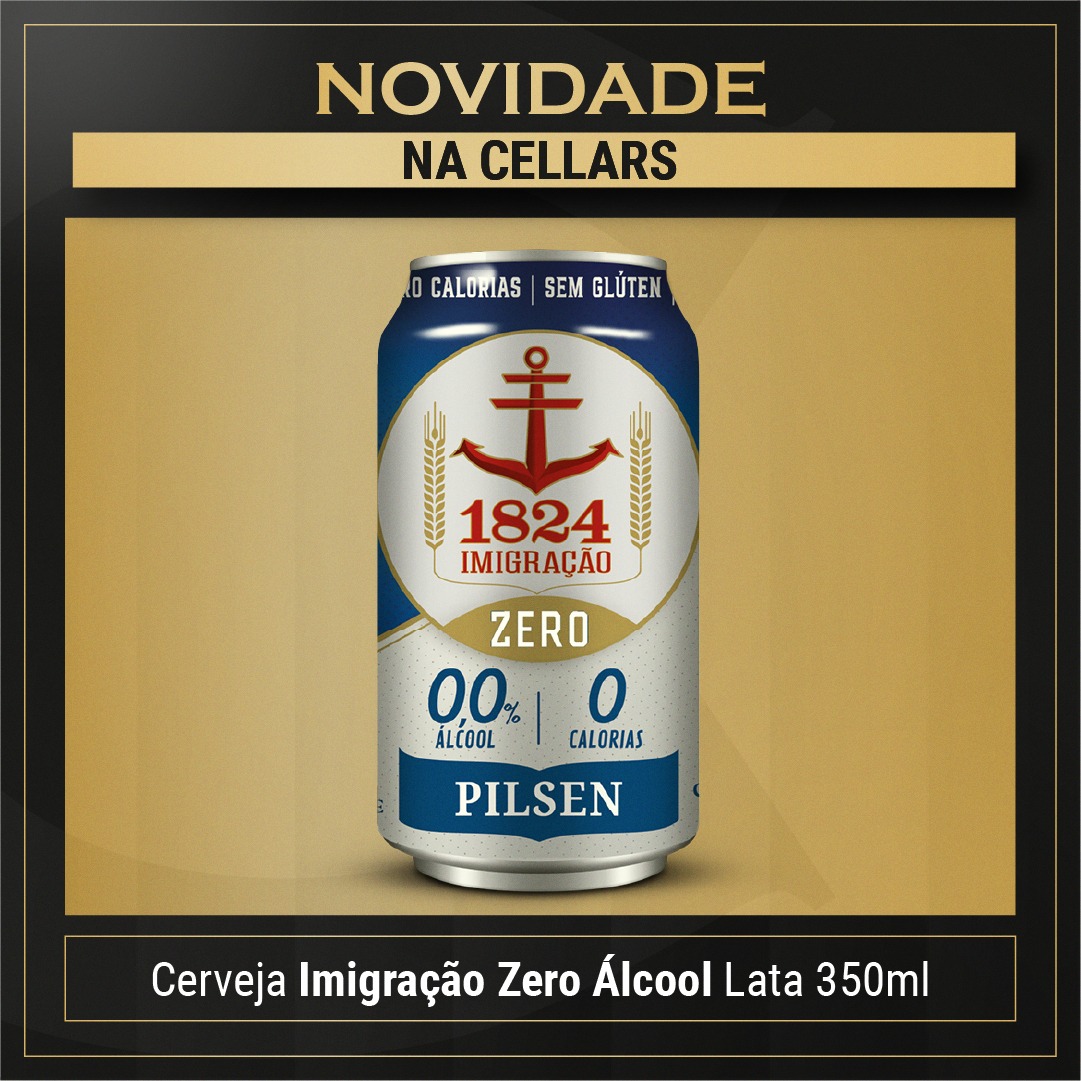 NOVIDADE
NA CELLARS
CALORIAS | SEM GLÚTEN
1824
IMIGRAÇÃO
ZERO
0,0% | 0
ÁLCOOL CALORIAS
PILSEN
Cerveja Imigração Zero Álcool Lata 350ml